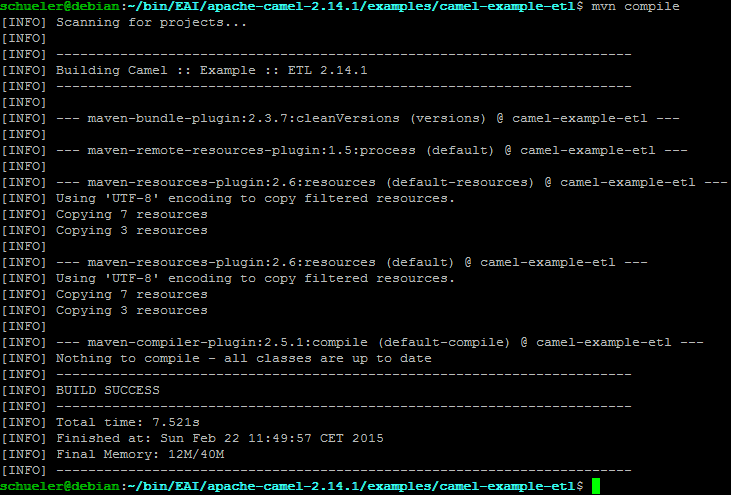 schueler@debian:~/bin/EAI/apache-camel-2.14.1/examples/camel-example-etl$ mvn compile
[INFO] Scanning for projects...
[INFO]
[INFO] ------------------------------------------------------------------------
[INFO] Building Camel :: Example :: ETL 2.14.1
[INFO] ------------------------------------------------------------------------
[INFO]
[INFO] --- maven-bundle-plugin:2.3.7:cleanVersions (versions) @ camel-example-etl ---
[INFO]
[INFO] --- maven-remote-resources-plugin:1.5:process (default) @ camel-example-etl ---
[INFO]
[INFO] --- maven-resources-plugin:2.6:resources (default-resources) @ camel-example-etl ---
[INFO] Using 'UTF-8' encoding to copy filtered resources.
[INFO] Copying 7 resources
[INFO] Copying 3 resources
[INFO]
[INFO] --- maven-resources-plugin:2.6:resources (default) @ camel-example-etl ---
[INFO] Using 'UTF-8' encoding to copy filtered resources.
[INFO] Copying 7 resources
[INFO] Copying 3 resources
[INFO]
[INFO] --- maven-compiler-plugin:2.5.1:compile (default-compile) @ camel-example-etl ---
[INFO] Nothing to compile - all classes are up to date
[INFO] ------------------------------------------------------------------------
[INFO] BUILD SUCCESS
[INFO] ------------------------------------------------------------------------
[INFO] Total time: 7.521s
[INFO] Finished at: Sun Feb 22 11:49:57 CET 2015
[INFO] Final Memory: 12M/40M
[INFO] ------------------------------------------------------------------------
schueler@debian:~/bin/EAI/apache-camel-2.14.1/examples/camel-example-etl$